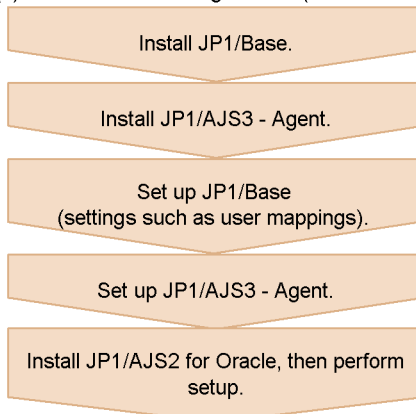 Install JP1/Base.
Install JP1/AJS3 - Agent.
Set up JP1/Base
(settings such as user mappings).
Set up JP1/AJS3 - Agent.
Install JP1/AJS2 for Oracle, then perform
setup.